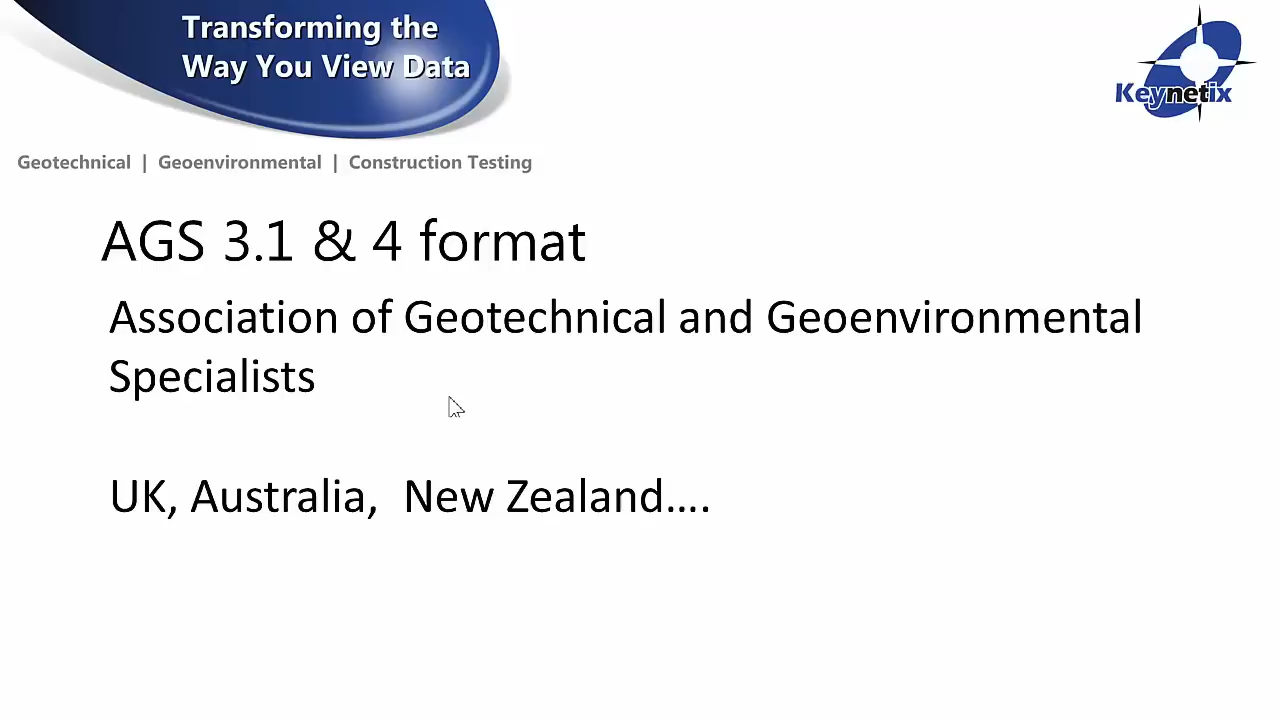 Transforming the
Way You View Data
Keynetix
Geotechnical | Geoenvironmental | Construction Testing
AGS 3.1 & 4 format
Association of Geotechnical and Geoenvironmental
Specialists
UK, Australia,  New Zealand....